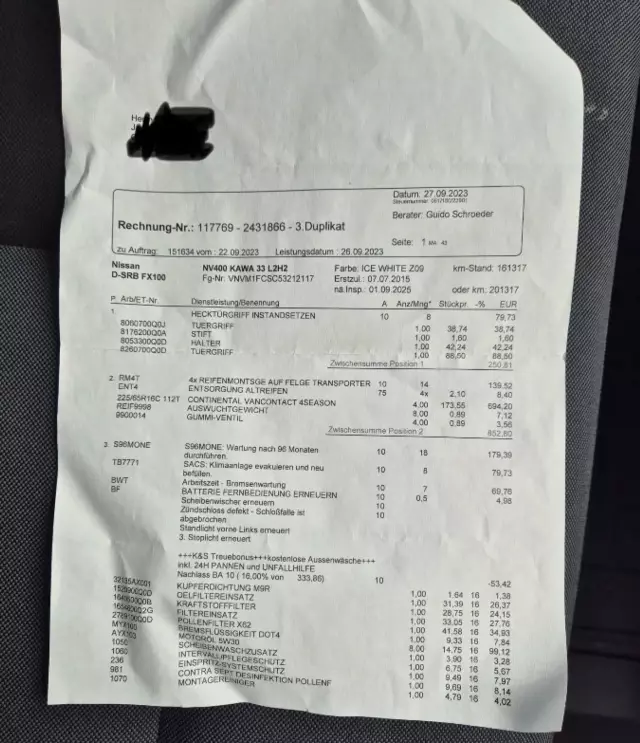 Datum: 27.09.2023
Berater: Guido Schroeder
Rechnung-Nr.: 117769 - 2431866 - 3.Duplikat
Seite: 1
zu Auftrag: 151634 vom : 22.09.2023 Leistungsdatum : 26.09.2023
Nissan NV400 KAWA 33 L2H2 Farbe: ICE WHITE Z09 km-Stand: 161317
D-SRB FX100 Fg-Nr: VNVM1FCSC53212117 Erstzul.: 07.07.2015
na.Insp.: 01.09.2025 oder km: 201317
P. Arb/ET-Nr. Dienstleistung/Benennung A Anz/Mng* Stückpr. -% EUR
1. HECKTÜRGRIFF INSTANDSETZEN 10 8 79,73
8060700Q0J TUERGRIFF 1,00 38,74 38,74
8176200Q0A STIFT 1,00 1,60 1,60
8053300Q0D HALTER 1,00 42,24 42,24
8260700Q0D TUERGRIFF 1,00 88,50 88,50
Zwischensumme Position 1 250,81
2. RM4T 4x REIFENMONTSGE AUF FELGE TRANSPORTER 10 14 139,52
ENT4 ENTSORGUNG ALTREIFEN 75 4x 2,10 8,40
225/65R16C 112T CONTINENTAL VANCONTACT 4SEASON 4,00 173,55 694,20
REIF9998 AUSWUCHTGEWICHT 8,00 0,89 7,12
9900014 GUMMI-VENTIL 4,00 0,89 3,56
Zwischensumme Position 2 852,80
3. S96MONE S96MONE: Wartung nach 96 Monaten 10 18 179,39
durchführen.
TB7771 SACS: Klimaanlage evakuieren und neu 10 8 79,73
befüllen.
BWT Arbeitszeit - Bremsenwartung 10 7 69,76
BF BATTERIE FERNBEDIENUNG ERNEUERN 10 0,5 4,98
Scheibenwischer erneuern 10
Zündschloss defekt - Schloßfalle ist 10
abgebrochen
Standlicht vorne Links erneuert
3. Stoplicht erneuert
+++K&S Treuebonus+++kostenlose Aussenwäsche+++
inkl. 24H PANNEN und UNFALLHILFE
Nachlass BA 10 ( 16,00% von 333,86) 10 -53,42
KUPFERDICHTUNG M9R 1,00 1,64 16 1,38
OELFILTEREINSATZ 1,00 31,39 16 26,37
KRAFTSTOFFFILTER 1,00 28,75 16 24,15
FILTEREINSATZ 1,00 33,05 16 27,76
POLLENFILTER X62 1,00 41,58 16 34,93
BREMSFLÜSSIGKEIT DOT4 1,00 9,33 16 7,84
MOTORÖL 5W30 8,00 14,75 16 99,12
1050 SCHEIBENWASCHZUSATZ 1,00 3,90 16 3,28
1060 INTERVALLPFLEGESCHUTZ 1,00 6,75 16 5,67
236 EINSPRITZ-SYSTEMSCHUTZ 1,00 9,49 16 7,97
981 CONTRA SEPT DESINFEKTION POLLENF 1,00 9,69 16 8,14
1070 MONTAGEREINIGER 1,00 4,79 16 4,02